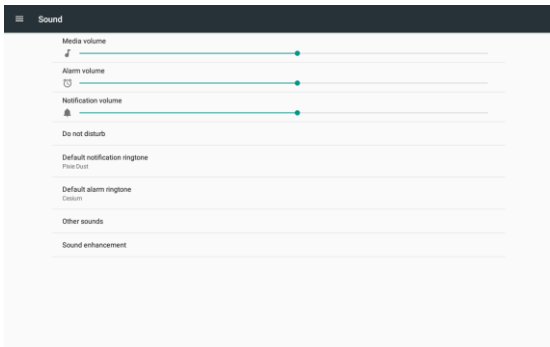 Sound
Media volume
Alarm volume
Notification volume
Do not disturb
Default notification ringtone
Pixie Dust
Default alarm ringtone
Cesium
Other sounds
Sound enhancement